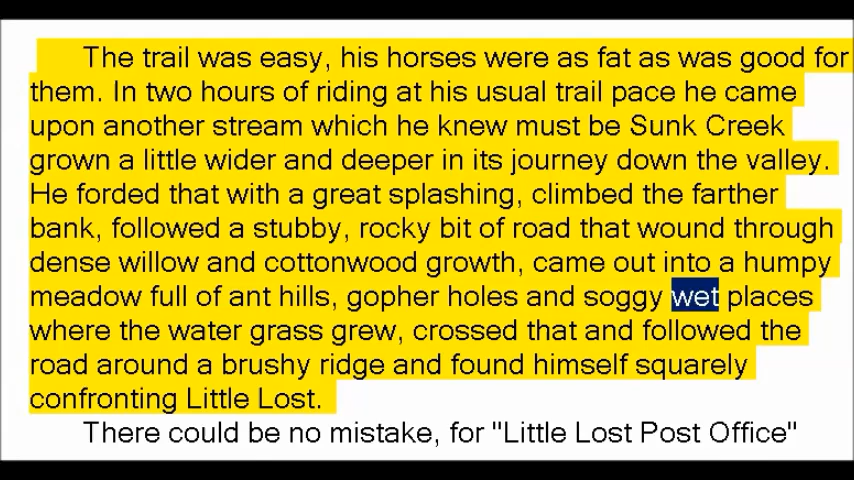 The trail was easy, his horses were as fat as was good for
them. In two hours of riding at his usual trail pace he came
upon another stream which he knew must be Sunk Creek
grown a little wider and deeper in its journey down the valley.
He forded that with a great splashing, climbed the farther
bank, followed a stubby, rocky bit of road that wound through
dense willow and cottonwood growth, came out into a humpy
meadow full of ant hills, gopher holes and soggy wet places
where the water grass grew, crossed that and followed the
road around a brushy ridge and found himself squarely
confronting Little Lost.
There could be no mistake, for "Little Lost Post Office"